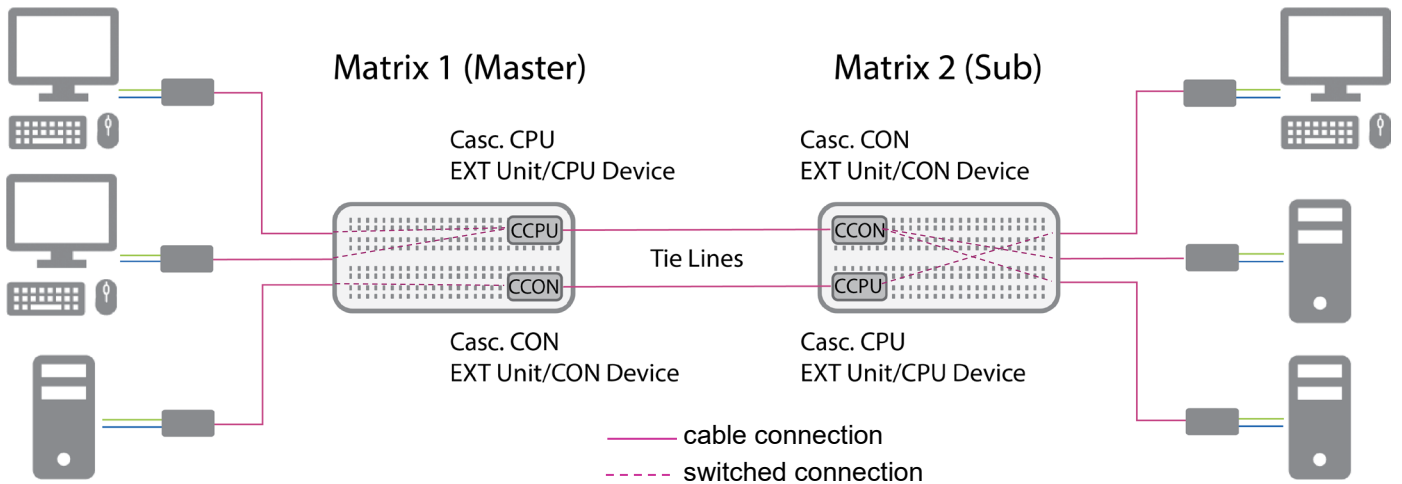 Matrix 1 (Master)
Matrix 2 (Sub)
Casc. CPU
EXT Unit/CPU Device
Casc. CON
EXT Unit/CON Device
CCPU
CCON
Tie Lines
CCON
CCPU
Casc. CON
EXT Unit/CON Device
Casc. CPU
EXT Unit/CPU Device
cable connection
switched connection